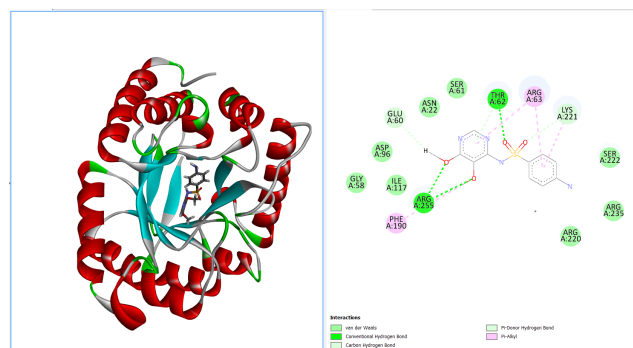 SER
A:61
THR
A:62
ARG
A:63
ASN
A:22
LYS
A:221
GLU
A:60
H
O
O
O
O
S
N
N
N
N
ASP
A:96
SER
A:222
GLY
A:58
ILE
A:117
ARG
A:255
ARG
A:235
PHE
A:190
ARG
A:220
Interactions
van der Waals
Conventional Hydrogen Bond
Carbon Hydrogen Bond
Pi-Donor Hydrogen Bond
Pi-Alkyl